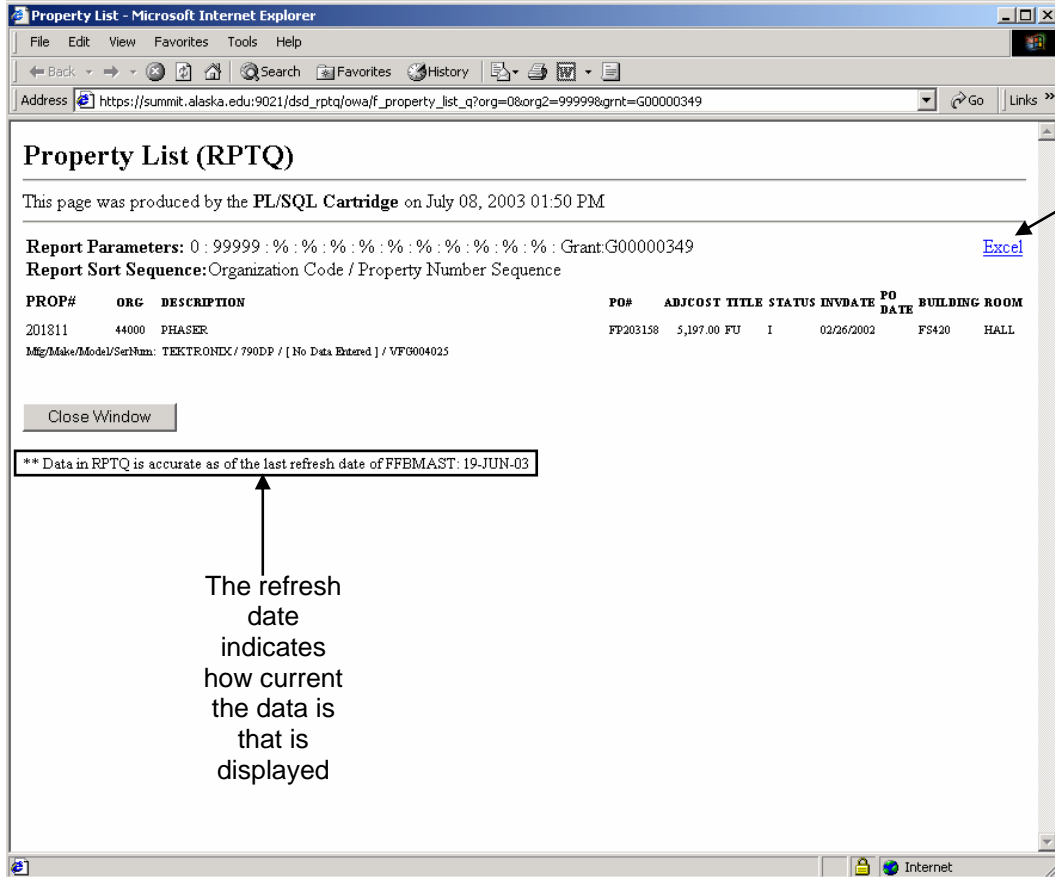 Property List - Microsoft Internet Explorer
File Edit View Favorites Tools Help
Back Search Favorites History
Address https://summit.alaska.edu:9021/dsd_rptq/owa/f_property_list_q?org=0&org2=99999&grnt=G00000349 Go Links »
Property List (RPTQ)
This page was produced by the PL/SQL Cartridge on July 08, 2003 01:50 PM
Report Parameters: 0 : 99999 : % : % : % : % : % : % : % : % : % : Grant:G00000349 Excel
Report Sort Sequence:Organization Code / Property Number Sequence
PROP# ORG DESCRIPTION PO# ADJCOST TITLE STATUS INVDATE PO DATE BUILDING ROOM
201811 44000 PHASER FP203158 5,197.00 FU I 02/26/2002 FS420 HALL
Mfg/Make/Model/SerNum: TEKTRONIX / 790DP / [ No Data Entered ] / VFG004025
Close Window
** Data in RPTQ is accurate as of the last refresh date of FFBMAST: 19-JUN-03
The refresh
date
indicates
how current
the data is
that is
displayed
Internet